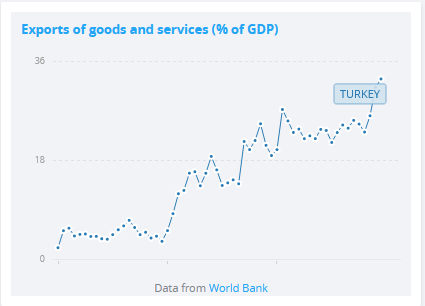 Exports of goods and services (% of GDP)
36
TURKEY
18
0
Data from World Bank